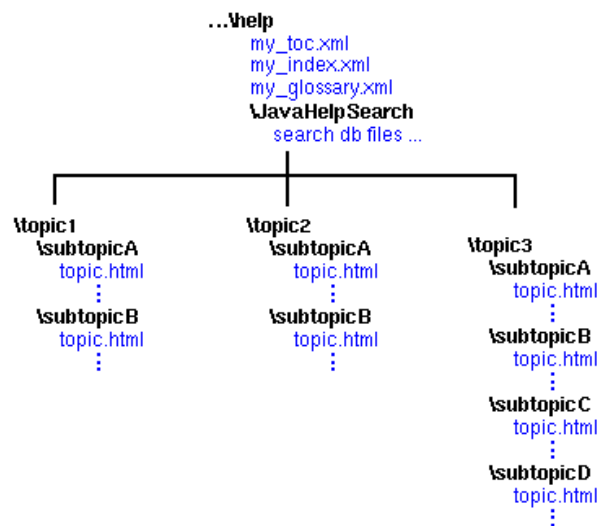 ...\help
my_toc.xml
my_index.xml
my_glossary.xml
\JavaHelpSearch
search db files ...
\topic1
\subtopicA
topic.html
\subtopicB
topic.html
\topic2
\subtopicA
topic.html
\subtopicB
topic.html
\topic3
\subtopicA
topic.html
\subtopicB
topic.html
\subtopicC
topic.html
\subtopicD
topic.html